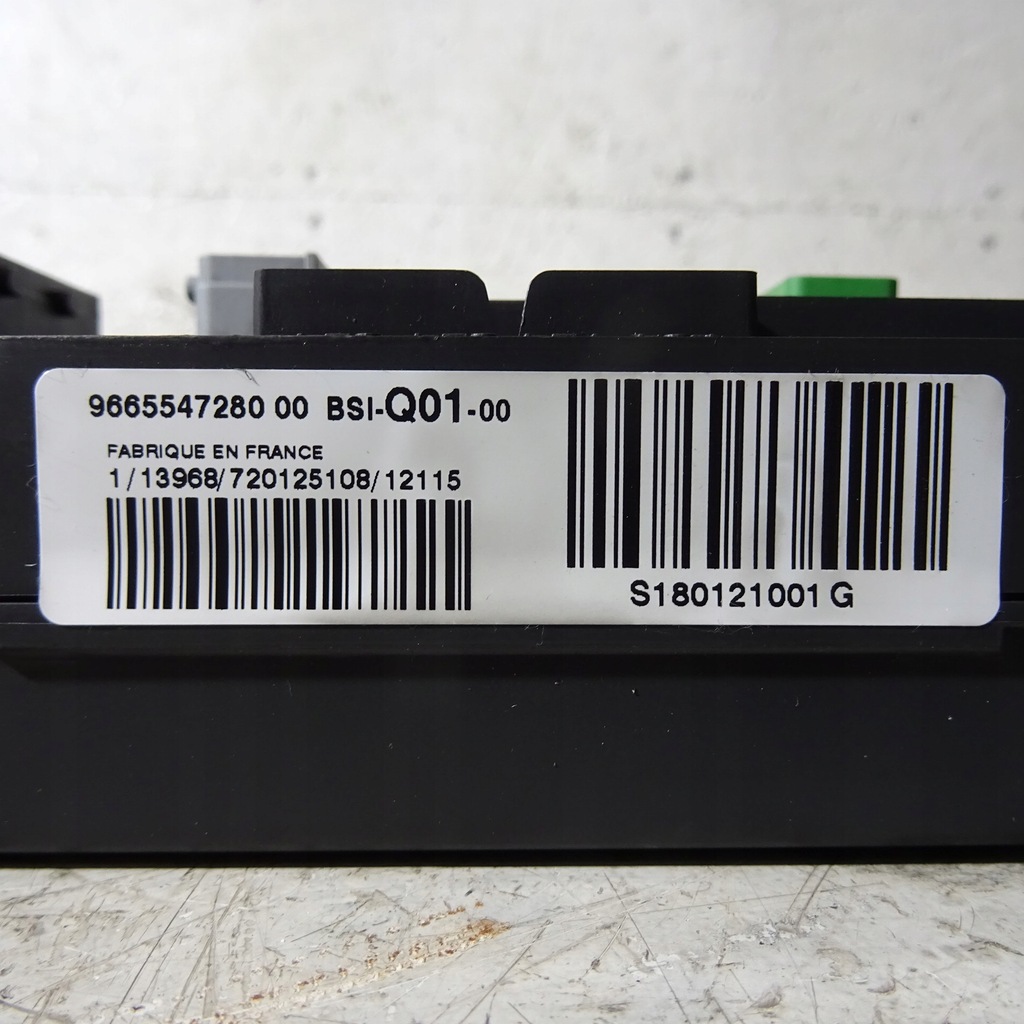 9665547280 00 BSI-Q01-00
FABRIQUE EN FRANCE
1/13968/720125108/12115
S180121001 G